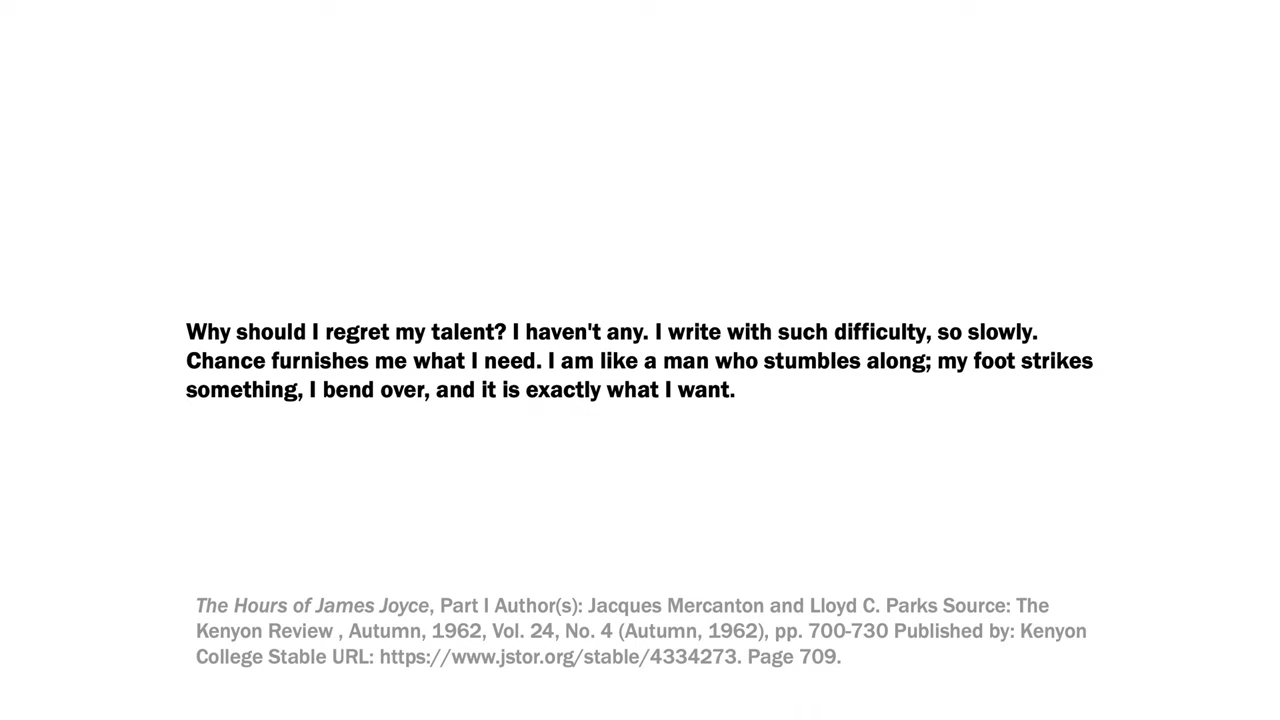 Why should I regret my talent? I haven't any. I write with such difficulty, so slowly.
Chance furnishes me what I need. I am like a man who stumbles along; my foot strikes
something, I bend over, and it is exactly what I want.
The Hours of James Joyce, Part I Author(s): Jacques Mercanton and Lloyd C. Parks Source: The
Kenyon Review , Autumn, 1962, Vol. 24, No. 4 (Autumn, 1962), pp. 700-730 Published by: Kenyon
College Stable URL: https://www.jstor.org/stable/4334273. Page 709.